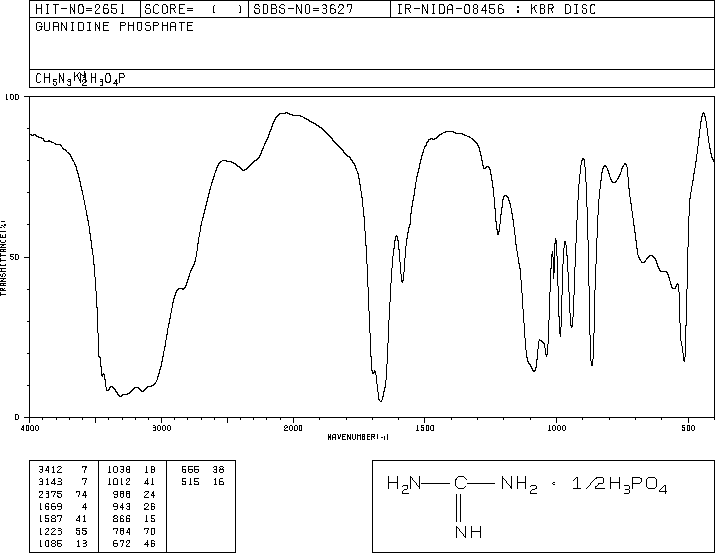 HIT-NO=2651 SCORE= ( ) SDBS-NO=3627 IR-NIDA-08456 : KBR DISC
GUANIDINE PHOSPHATE
100
50
0
TRANSMITTANCE(%)
4000 3000 2000 1500 1000 500
WAVENUMBER(-1)
3412 7 1038 18 555 38
3143 7 1012 41 515 16
2375 74 988 24
1669 4 943 26
1587 41 866 15
1223 55 784 70
1085 13 672 46
H2N C NH2 · 1/2H3PO4
NH